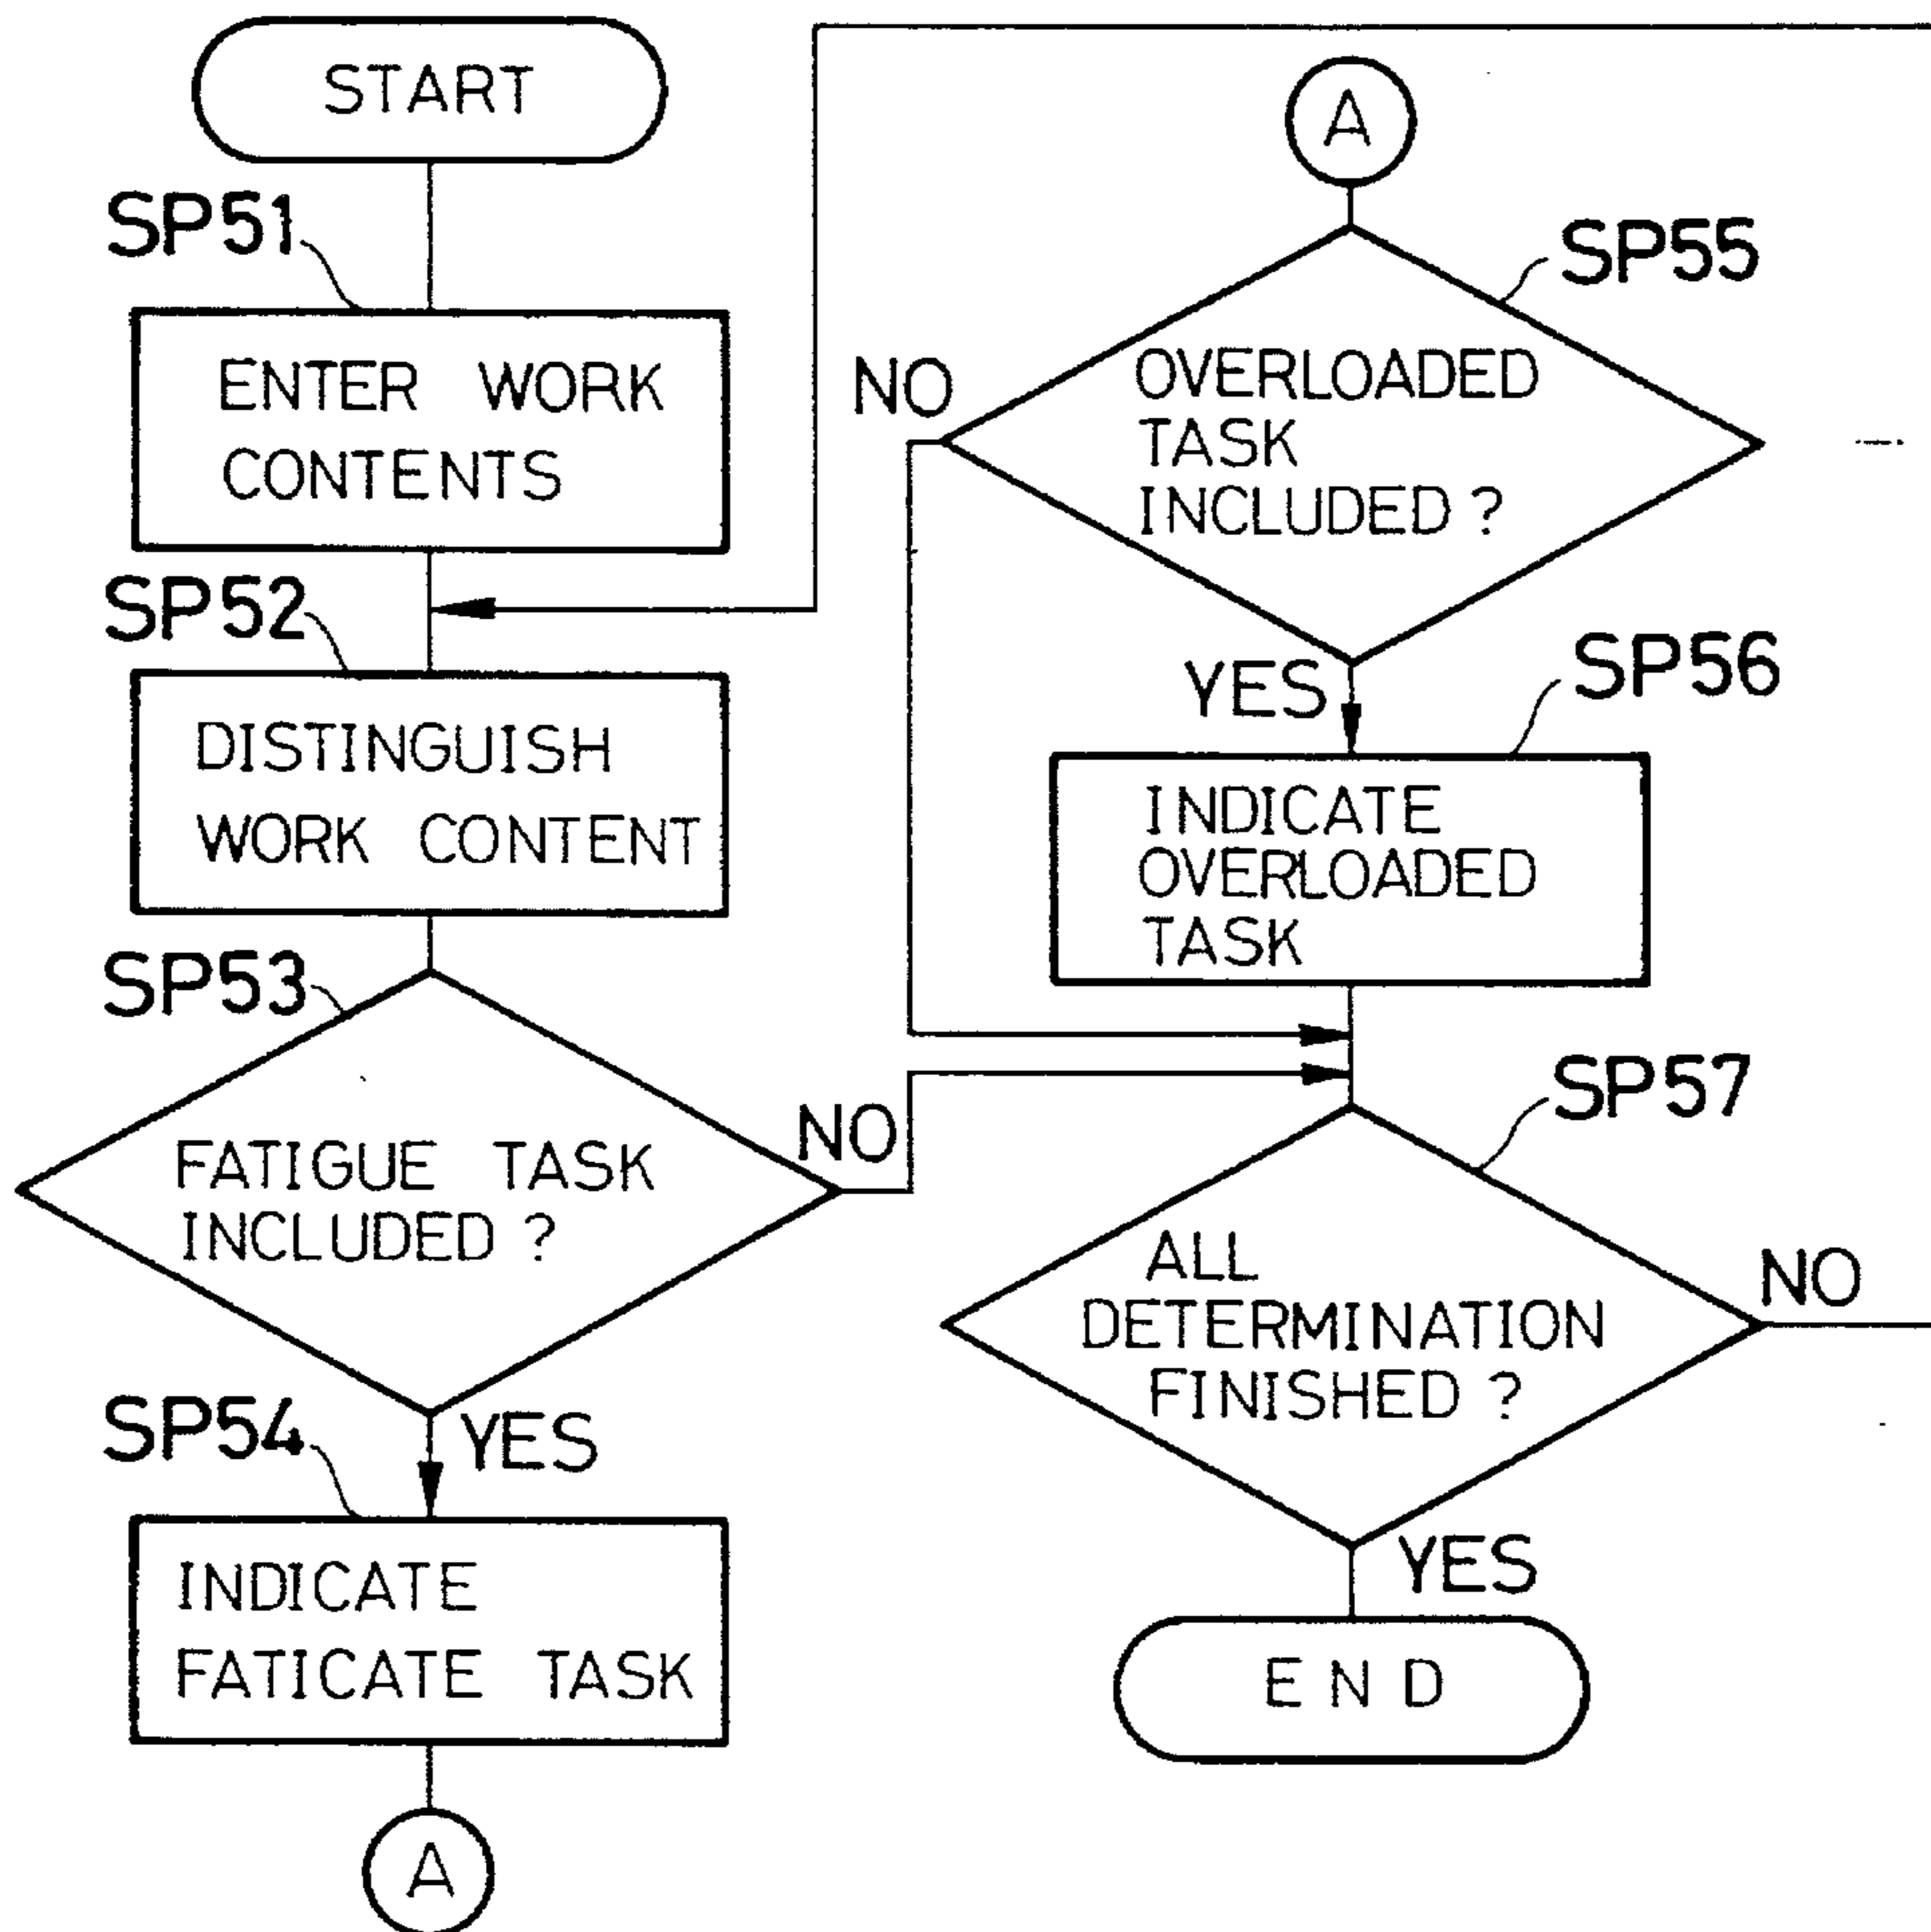 START
SP51
ENTER WORK
CONTENTS
SP52
DISTINGUISH
WORK CONTENT
SP53
FATIGUE TASK
INCLUDED ?
NO
YES
SP54
INDICATE
FATICATE TASK
A
A
SP55
OVERLOADED
TASK
INCLUDED ?
NO
YES
SP56
INDICATE
OVERLOADED
TASK
SP57
ALL
DETERMINATION
FINISHED ?
NO
YES
END